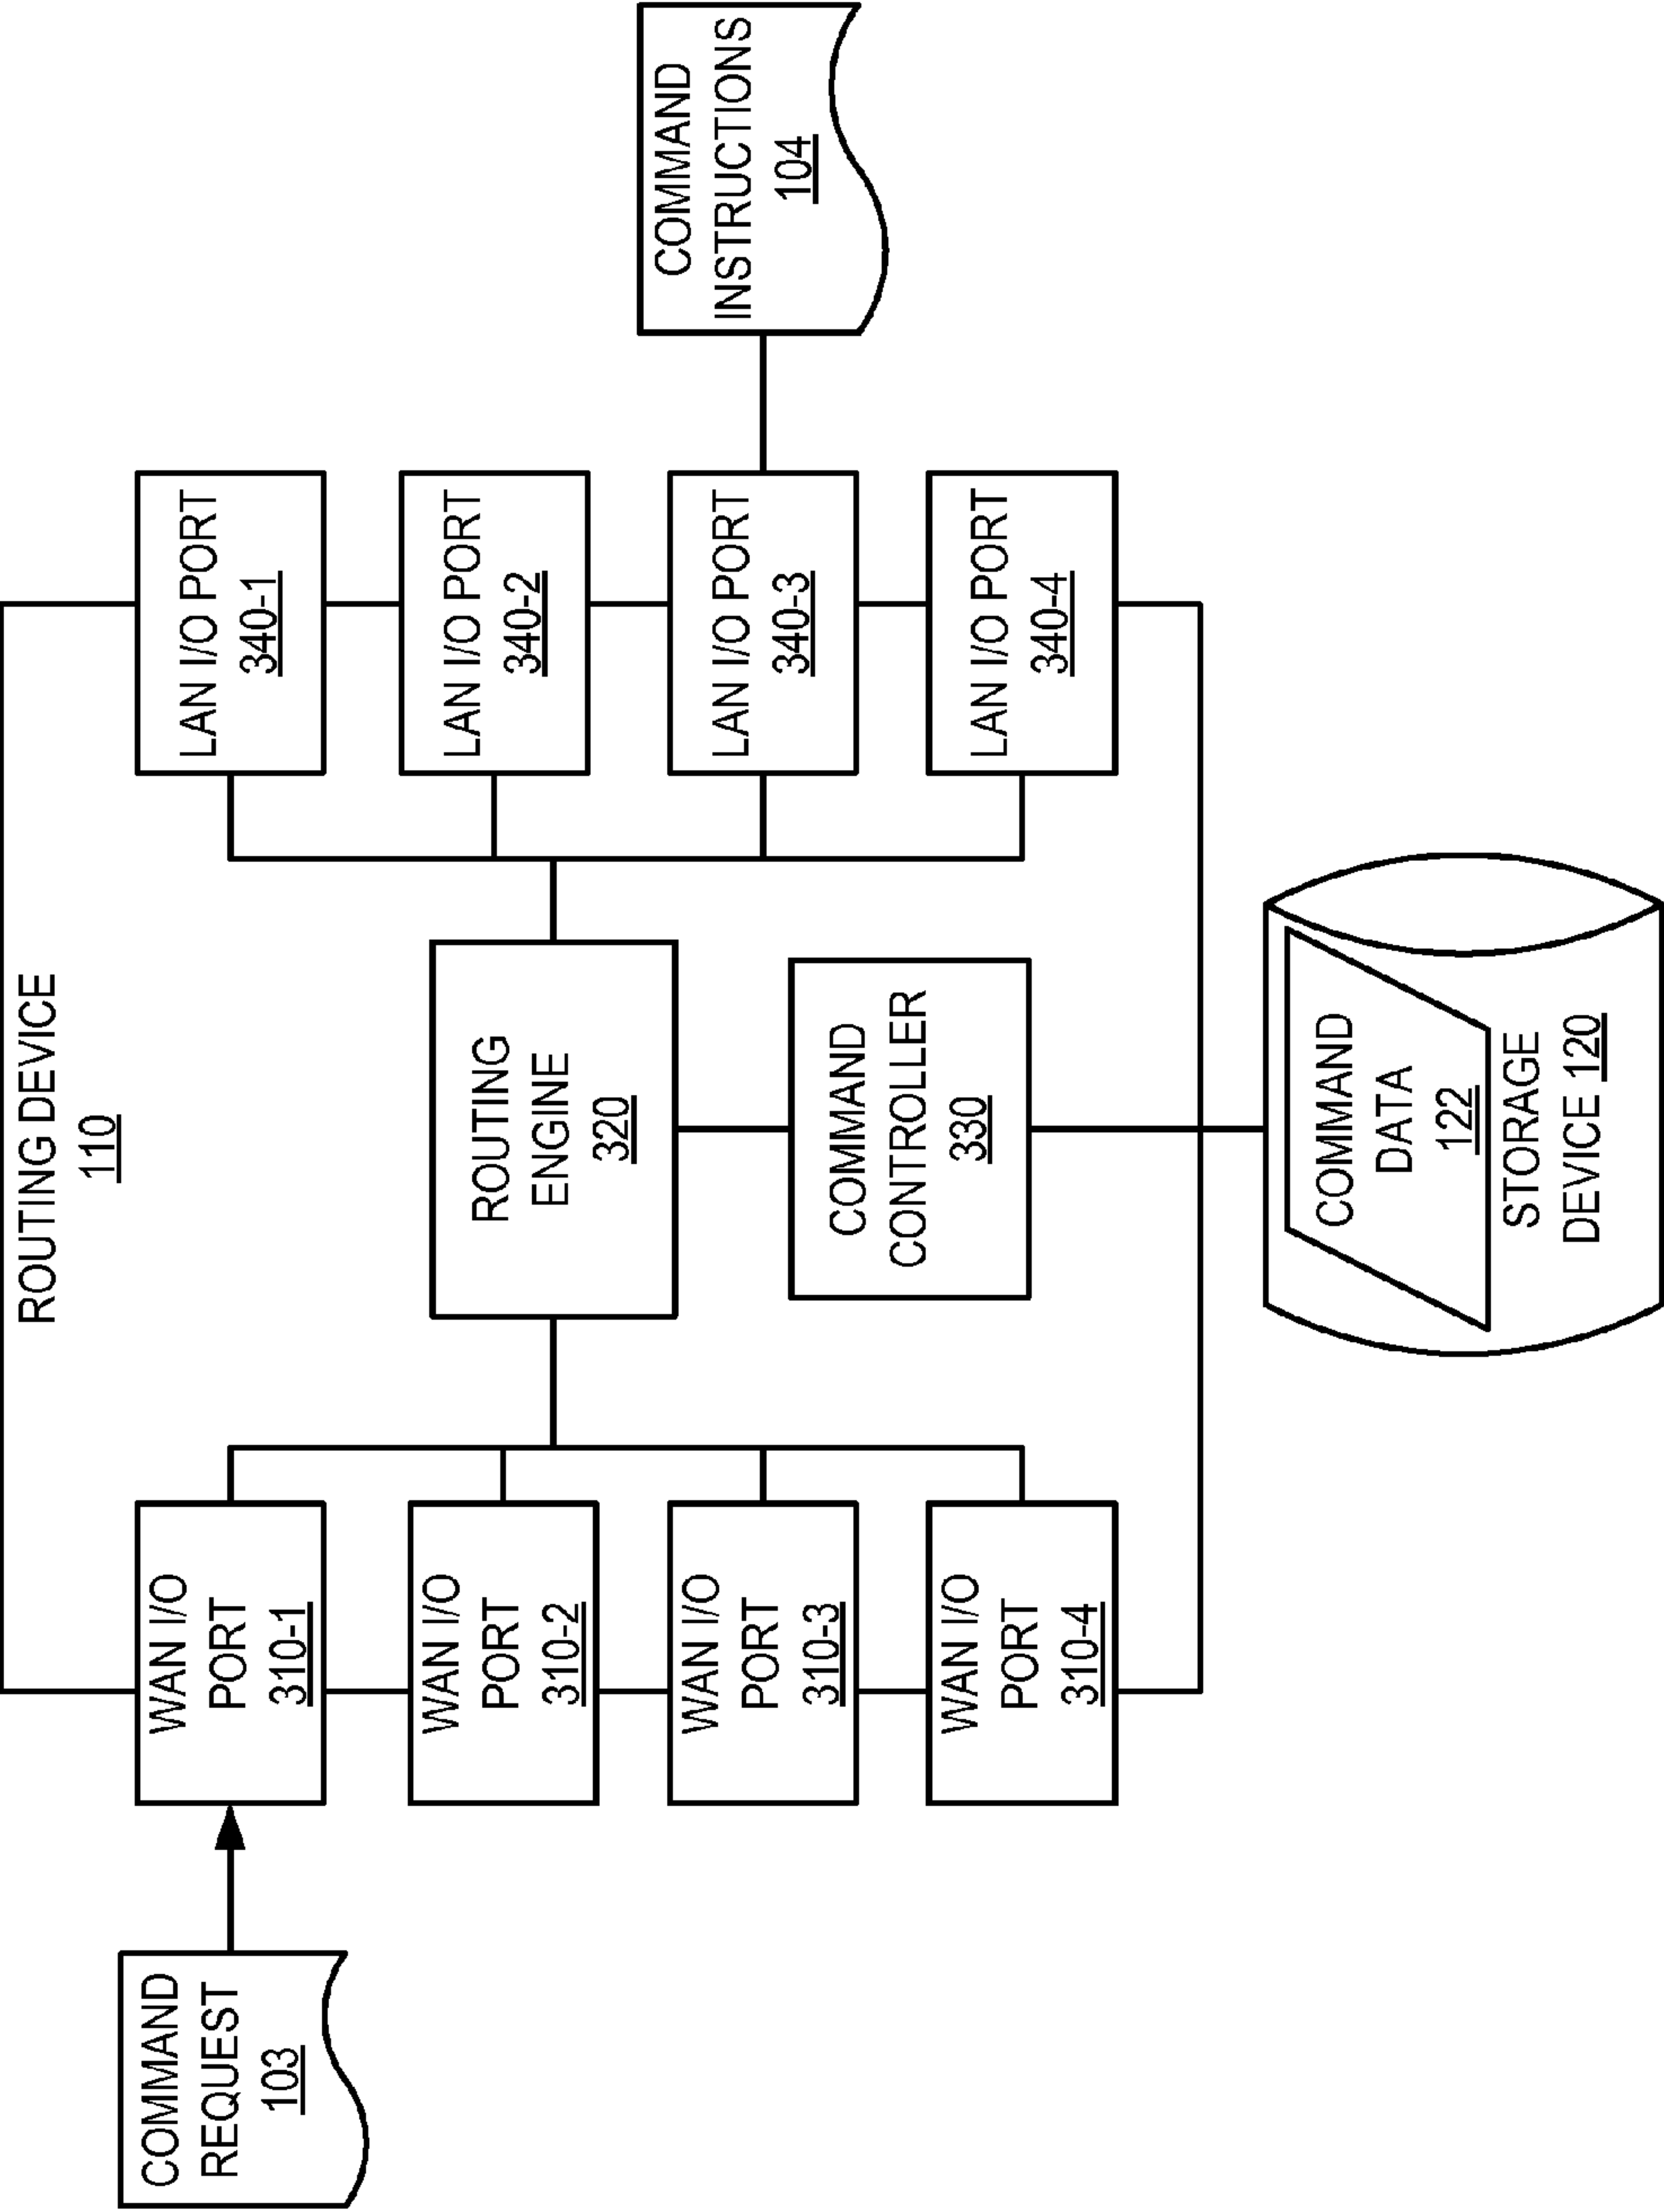 ROUTING DEVICE
110
COMMAND
REQUEST
103
WAN I/O
PORT
310-1
WAN I/O
PORT
310-2
WAN I/O
PORT
310-3
WAN I/O
PORT
310-4
ROUTING
ENGINE
320
COMMAND
CONTROLLER
330
LAN I/O PORT
340-1
LAN I/O PORT
340-2
LAN I/O PORT
340-3
LAN I/O PORT
340-4
COMMAND
INSTRUCTIONS
104
COMMAND
DATA
122
STORAGE
DEVICE 120